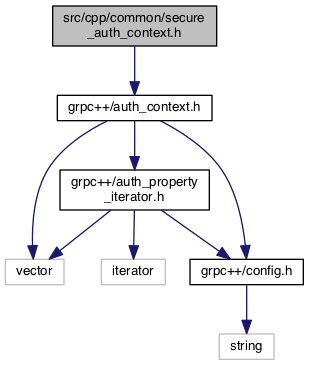 src/cpp/common/secure
_auth_context.h
grpc++/auth_context.h
grpc++/auth_property
_iterator.h
vector
iterator
grpc++/config.h
string